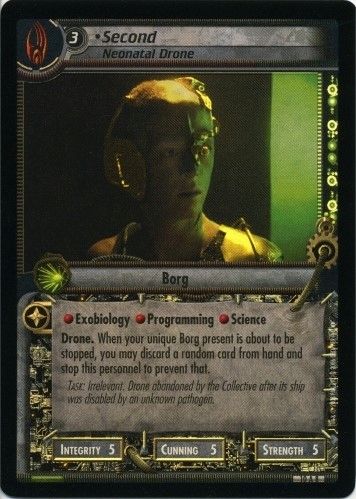 3
•Second
Neonatal Drone
Borg
Exobiology Programming Science
Drone. When your unique Borg present is about to be
stopped, you may discard a random card from hand and
stop this personnel to prevent that.
TASK: Irrelevant. Drone abandoned by the Collective after its ship
was disabled by an unknown pathogen.
INTEGRITY 5 CUNNING 5 STRENGTH 5